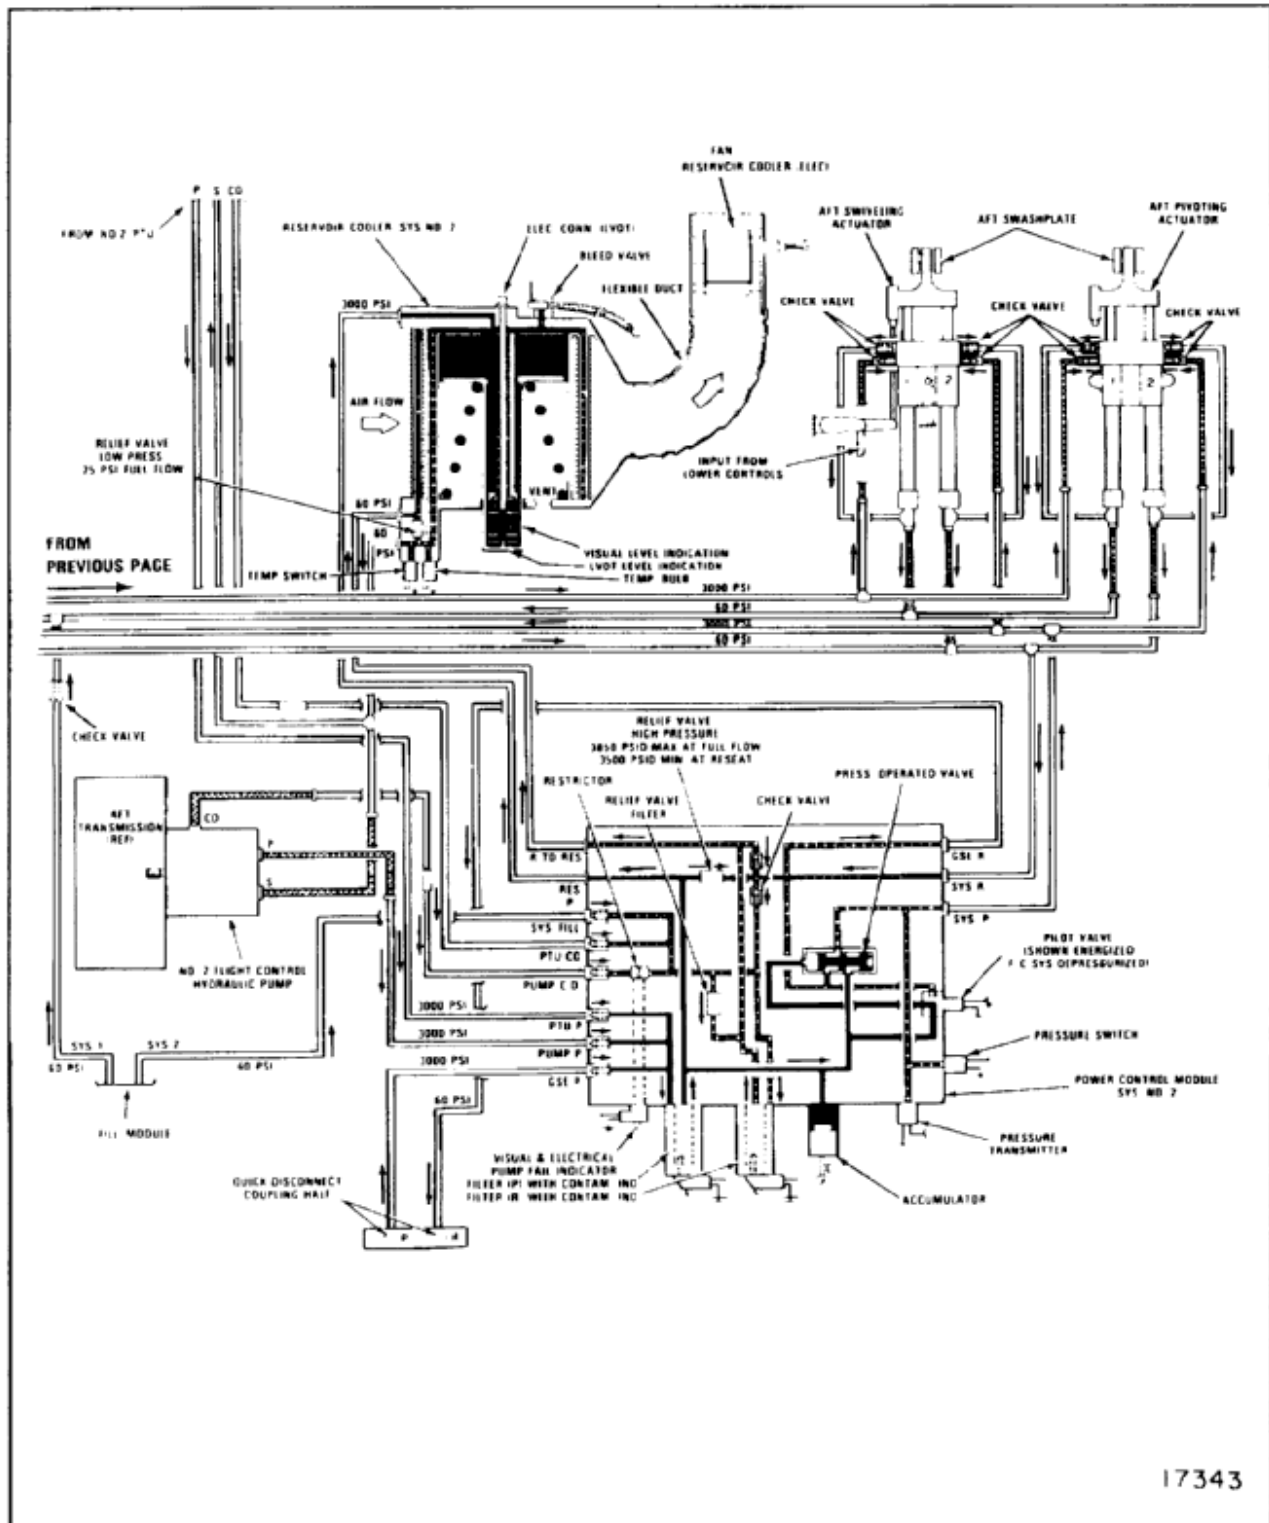 FAN
RESERVOIR COOLER (ELEC)
P S CD
FROM NO.2 PTU
RESERVOIR COOLER SYS NO. 2
ELEC CONN (LVDT)
BLEED VALVE
FLEXIBLE DUCT
AFT SWIVELING
ACTUATOR
AFT SWASHPLATE
AFT PIVOTING
ACTUATOR
3000 PSI
CHECK VALVE
CHECK VALVE
CHECK VALVE
AIR FLOW
2
1
2
RELIEF VALVE
LOW PRESS
25 PSI FULL FLOW
INPUT FROM
LOWER CONTROLS
VENT
60 PSI
60
PSI
FROM
PREVIOUS PAGE
VISUAL LEVEL INDICATION
LVDT LEVEL INDICATION
TEMP SWITCH
TEMP BULB
3000 PSI
60 PSI
3000 PSI
60 PSI
CHECK VALVE
RELIEF VALVE
HIGH PRESSURE
3850 PSID MAX AT FULL FLOW
3500 PSID MIN AT RESEAT
RESTRICTOR
RELIEF VALVE
FILTER
CHECK VALVE
PRESS OPERATED VALVE
AFT
TRANSMISSION
(REF)
CD
P
S
R TO RES
RES
P
SYS FILL
PTU CD
PUMP C D
3000 PSI
PTU P
3000 PSI
PUMP P
3000 PSI
GSE P
GSE R
SYS R
SYS P
PILOT VALVE
(SHOWN ENERGIZED
F C SYS DEPRESSURIZED)
NO. 2 FLIGHT CONTROL
HYDRAULIC PUMP
PRESSURE SWITCH
SYS 1
60 PSI
SYS 2
60 PSI
60 PSI
POWER CONTROL MODULE
SYS NO. 2
FILL MODULE
PRESSURE
TRANSMITTER
VISUAL & ELECTRICAL
PUMP FAIL INDICATOR
FILTER (P) WITH CONTAM IND
FILTER (R) WITH CONTAM IND
ACCUMULATOR
QUICK DISCONNECT
COUPLING HALF
P R
17343